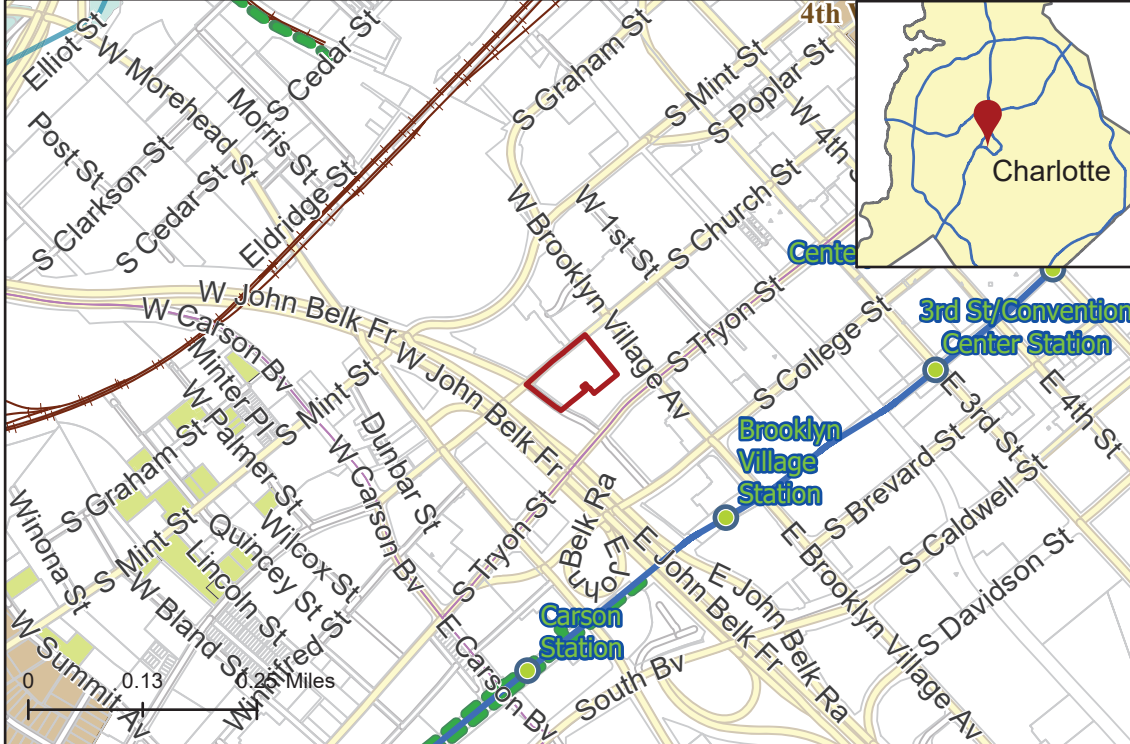 4th
Elliot St
W Morehead St
S Cedar St
S Graham St
S Mint St
S Poplar St
W 4th
Charlotte
Post St
Morris St
S Clarkson St
S Cedar St
Eldridge St
W Brooklyn Village Av
W 1st St
S Church St
Cente
W John Belk Fr
W Carson Bv
W John Belk Fr
S Tryon St
S College St
3rd St/Convention
Center Station
Minter Pl
W Palmer St
S Mint St
S Graham St
Dunbar St
W Carson Bv
Brooklyn
Village
Station
E 3rd St
E 4th St
S Brevard St
S Caldwell St
Winona St
S Mint St
Quincey St
Wilcox St
Lincoln St
W Bland St
Winifred St
S Tryon St
E John Belk Ra
E John Belk Fr
E John Belk Ra
E Brooklyn Village Av
S Davidson St
Carson
Station
E Carson Bv
South Bv
W Summit Av
0 0.13 0.25 Miles